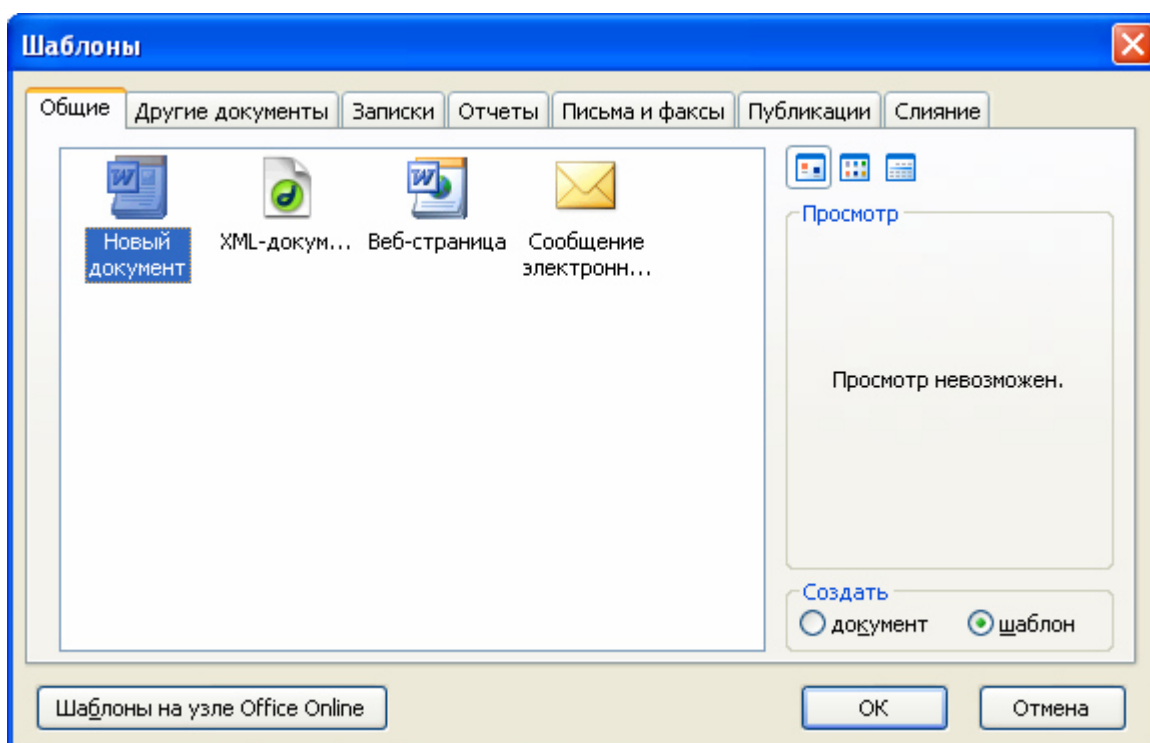 Шаблоны
Общие Другие документы Записки Отчеты Письма и факсы Публикации Слияние
Новый документ
XML-докум...
Веб-страница
Сообщение электронн...
Просмотр
Просмотр невозможен.
Создать
документ шаблон
Шаблоны на узле Office Online ОК Отмена